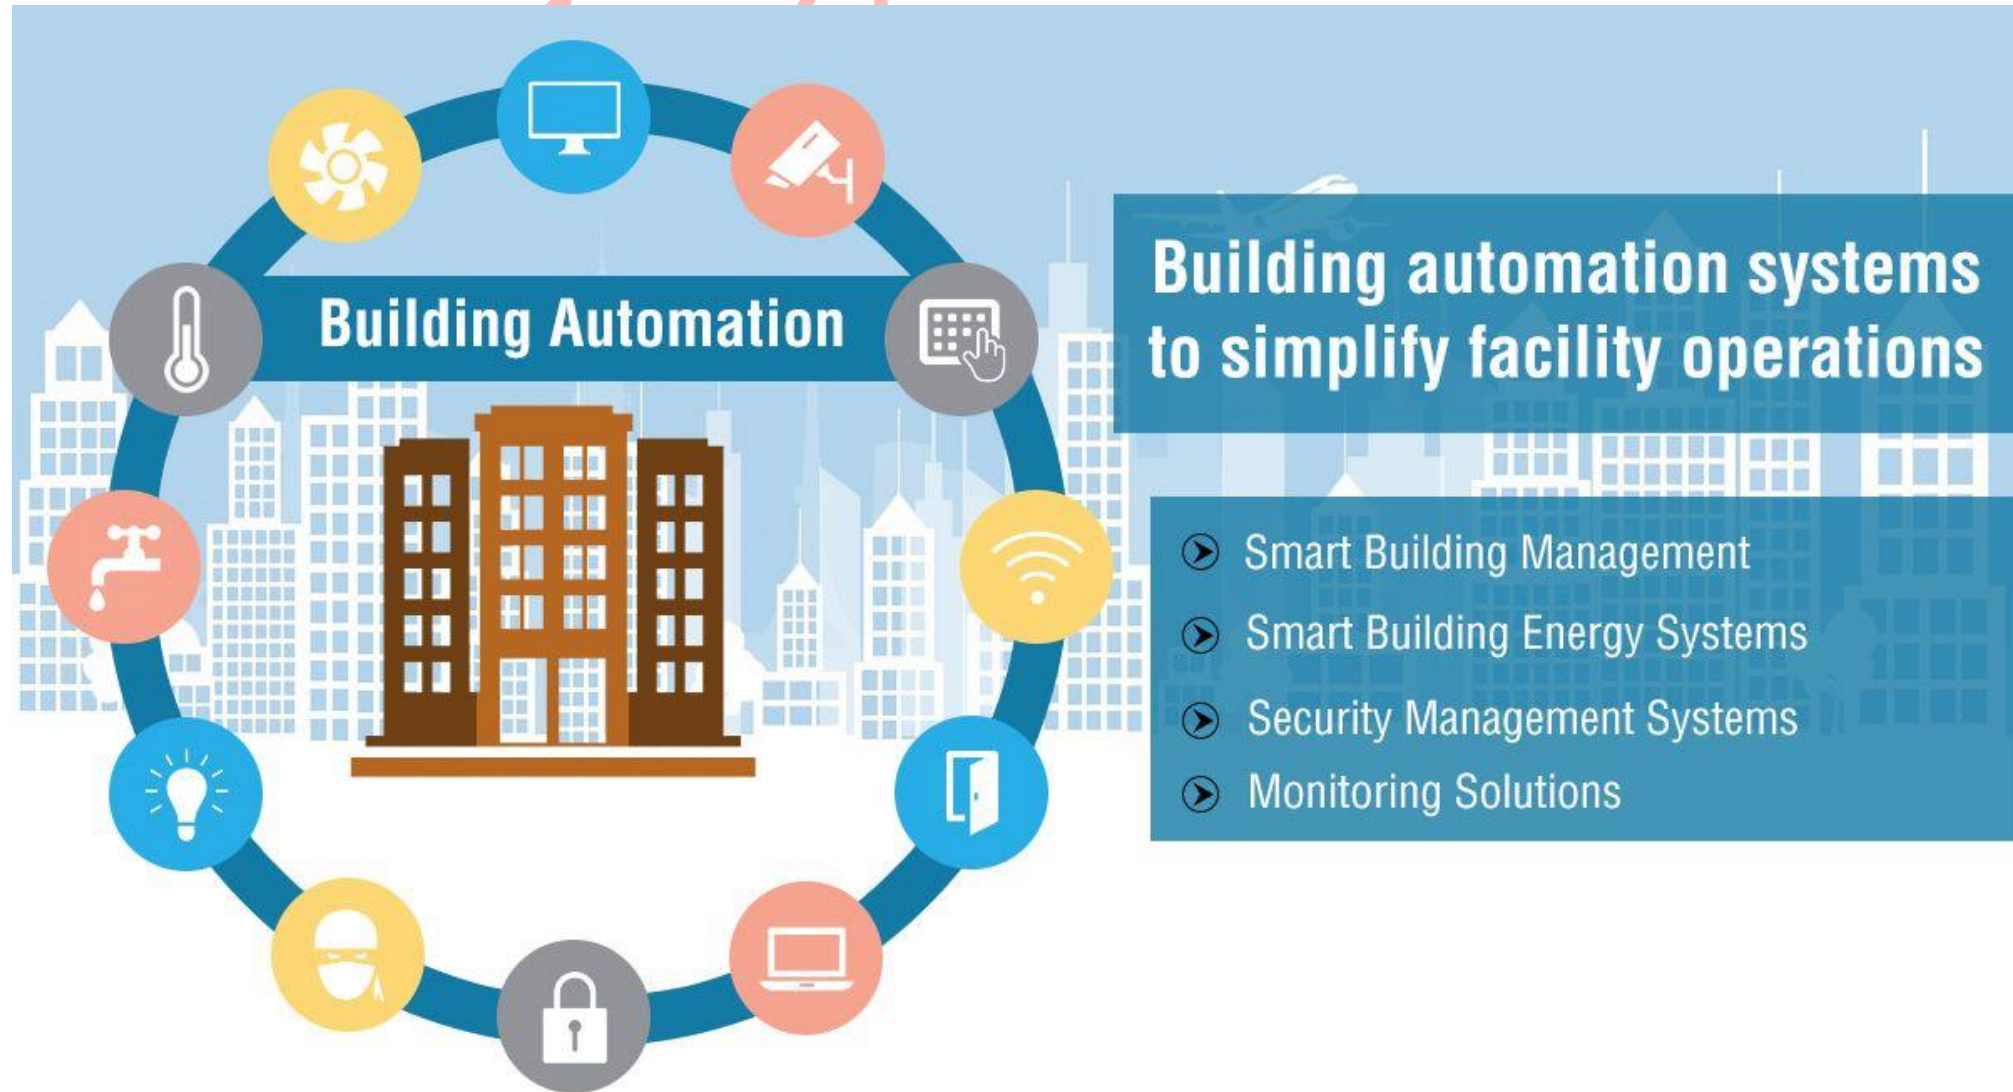 Building Automation
Building automation systems
to simplify facility operations
Smart Building Management
Smart Building Energy Systems
Security Management Systems
Monitoring Solutions